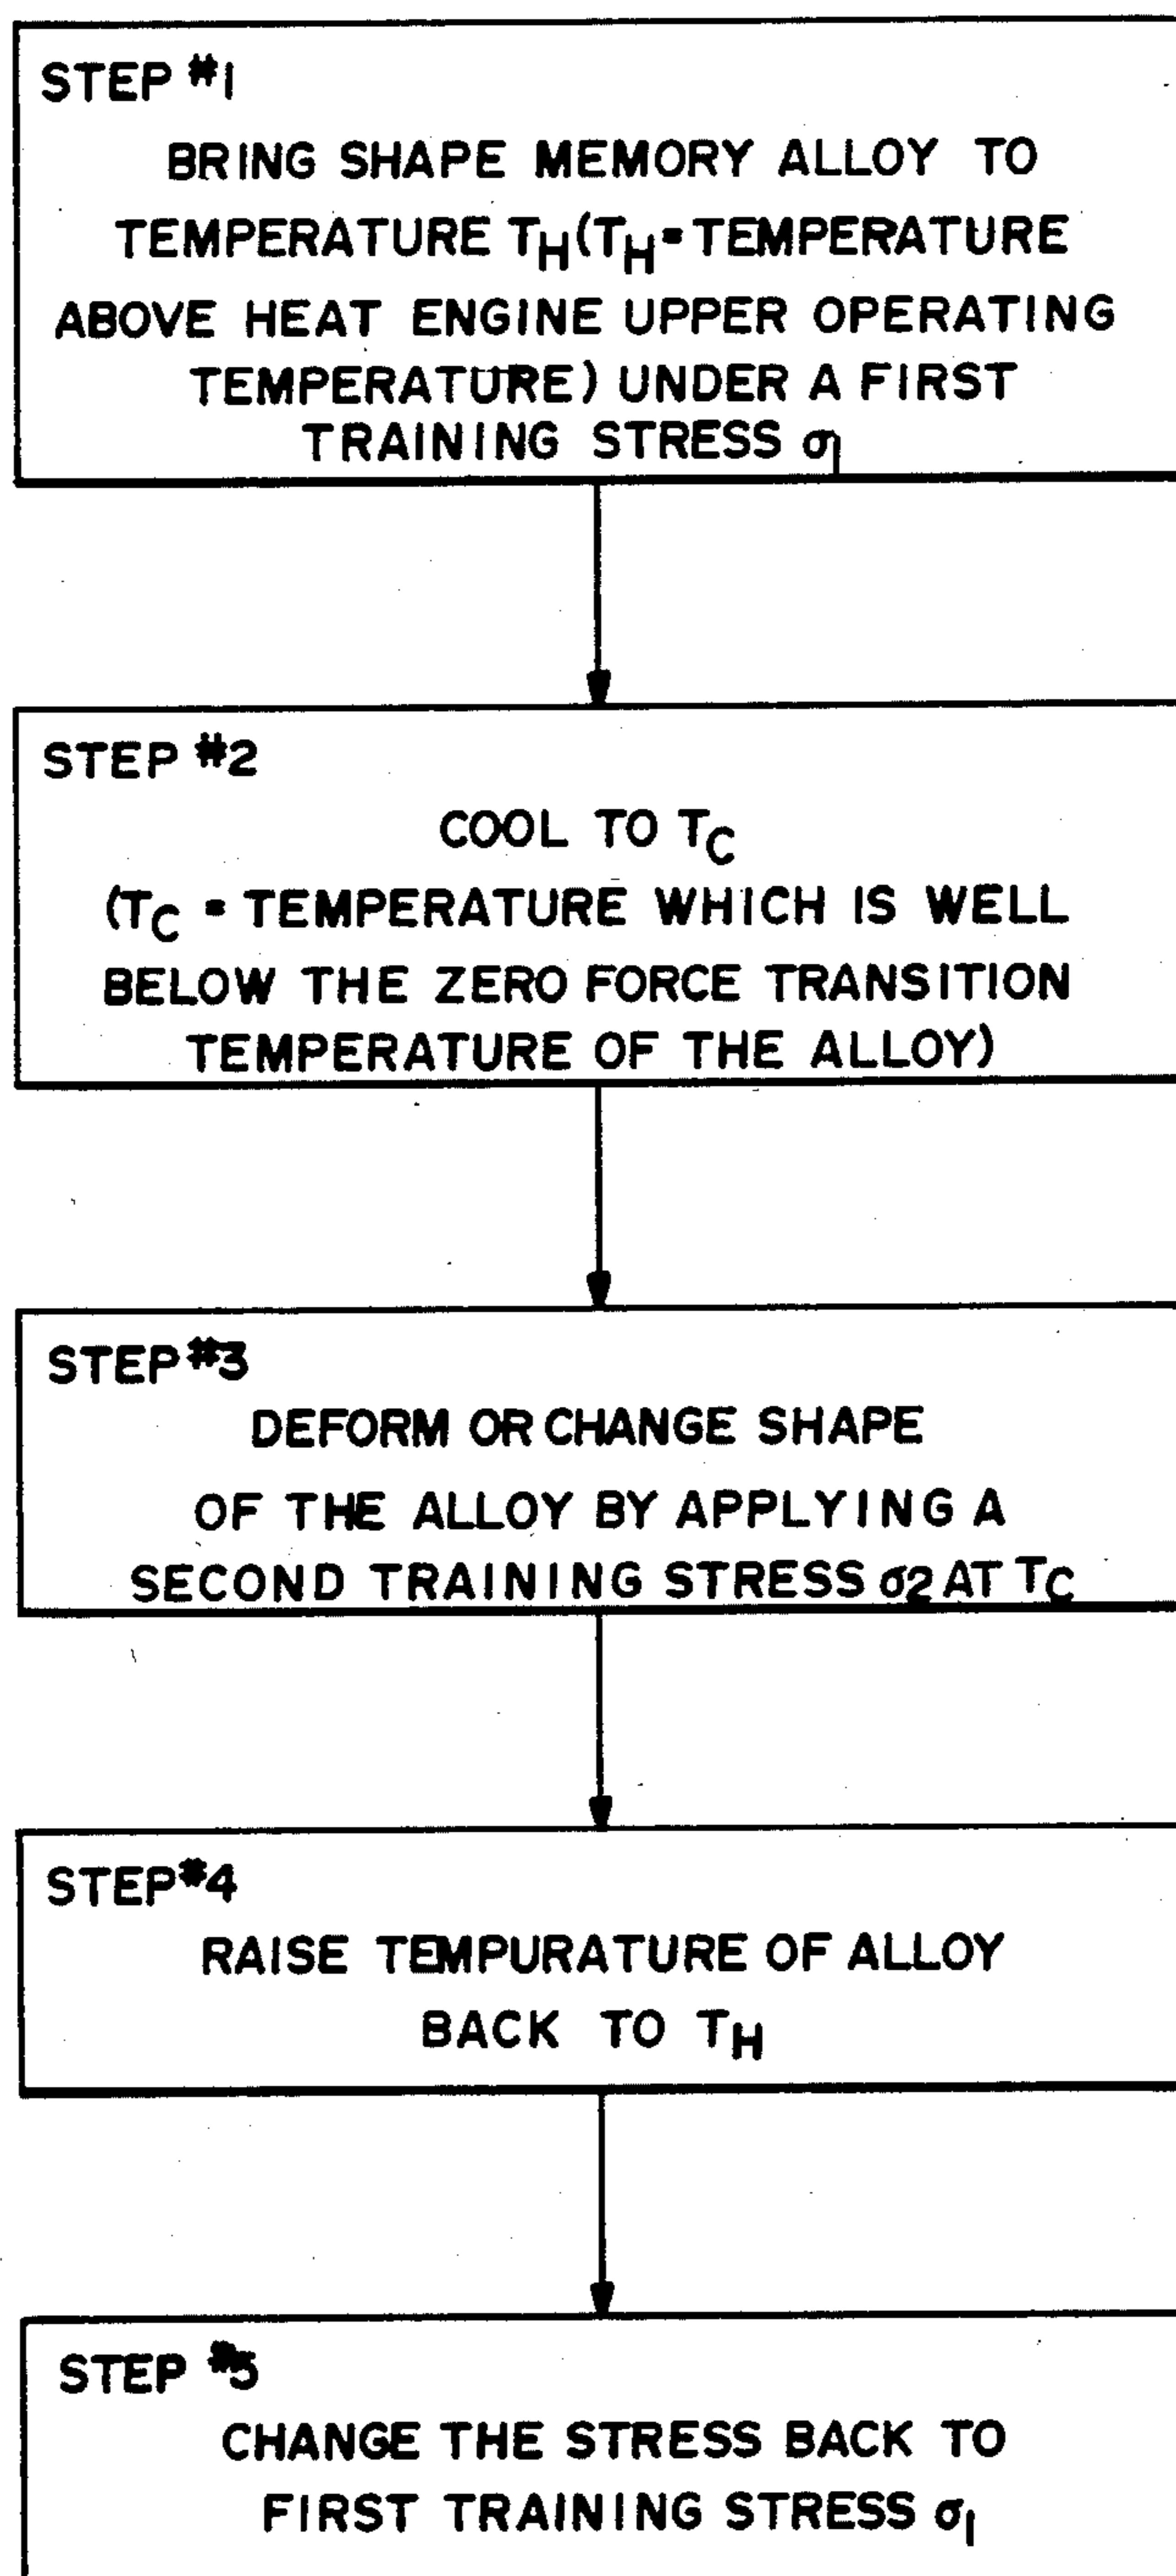 STEP #1
BRING SHAPE MEMORY ALLOY TO
TEMPERATURE TH(TH=TEMPERATURE
ABOVE HEAT ENGINE UPPER OPERATING
TEMPERATURE) UNDER A FIRST
TRAINING STRESS σ1
STEP #2
COOL TO TC
(TC = TEMPERATURE WHICH IS WELL
BELOW THE ZERO FORCE TRANSITION
TEMPERATURE OF THE ALLOY)
STEP #3
DEFORM OR CHANGE SHAPE
OF THE ALLOY BY APPLYING A
SECOND TRAINING STRESS σ2 AT TC
STEP #4
RAISE TEMPURATURE OF ALLOY
BACK TO TH
STEP #5
CHANGE THE STRESS BACK TO
FIRST TRAINING STRESS σ1